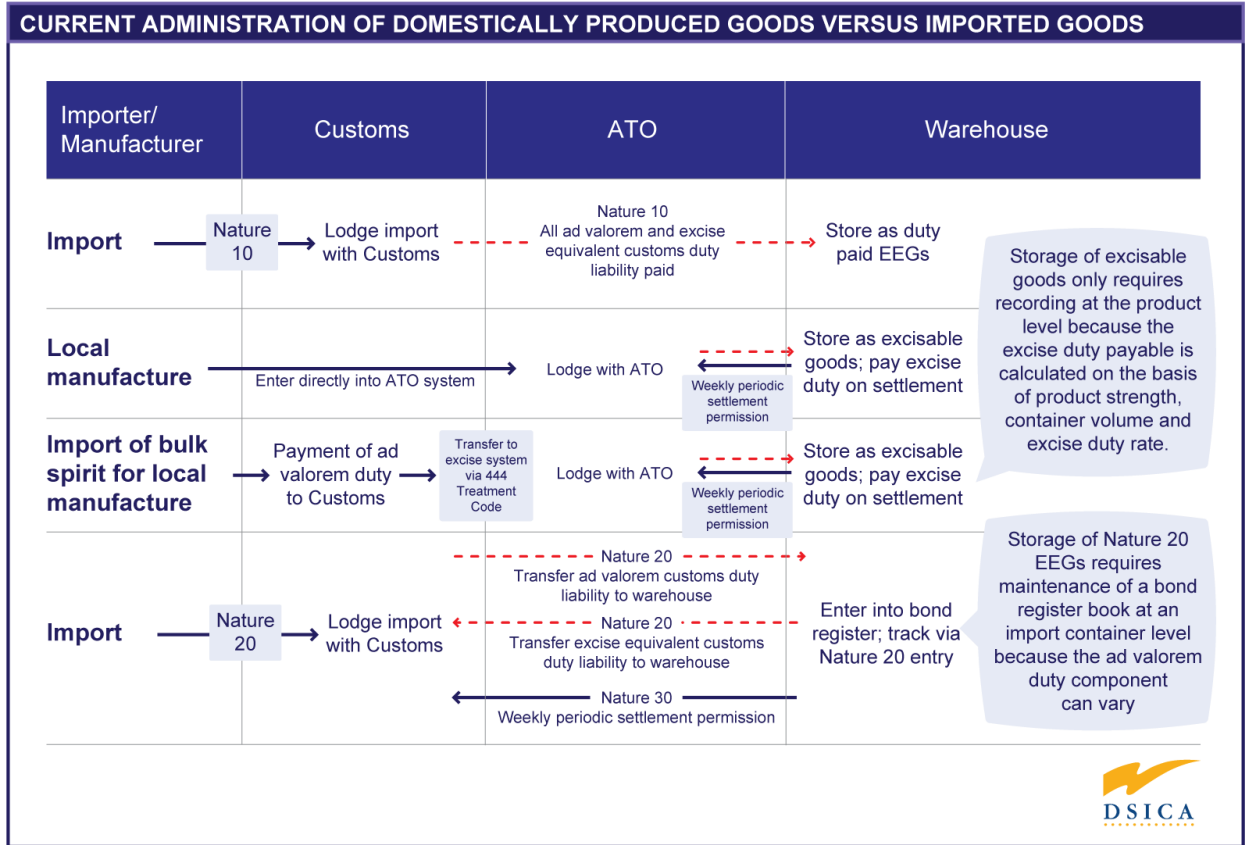 CURRENT ADMINISTRATION OF DOMESTICALLY PRODUCED GOODS VERSUS IMPORTED GOODS
Importer/
Manufacturer
Customs
ATO
Warehouse
Import
Nature
10
Lodge import
with Customs
Nature 10
All ad valorem and excise
equivalent customs duty
liability paid
Store as duty
paid EEGs
Storage of excisable
goods only requires
recording at the product
level because the
excise duty payable is
calculated on the basis
of product strength,
container volume and
excise duty rate.
Local
manufacture
Enter directly into ATO system
Lodge with ATO
Weekly periodic
settlement
permission
Store as excisable
goods; pay excise
duty on settlement
Import of bulk
spirit for local
manufacture
Payment of ad
valorem duty
to Customs
Transfer to
excise system
via 444
Treatment
Code
Lodge with ATO
Weekly periodic
settlement
permission
Store as excisable
goods; pay excise
duty on settlement
Import
Nature
20
Lodge import
with Customs
Nature 20
Transfer ad valorem customs duty
liability to warehouse
Nature 20
Transfer excise equivalent customs
duty liability to warehouse
Nature 30
Weekly periodic settlement permission
Enter into bond
register; track via
Nature 20 entry
Storage of Nature 20
EEGs requires
maintenance of a bond
register book at an
import container level
because the ad valorem
duty component
can vary
DSICA